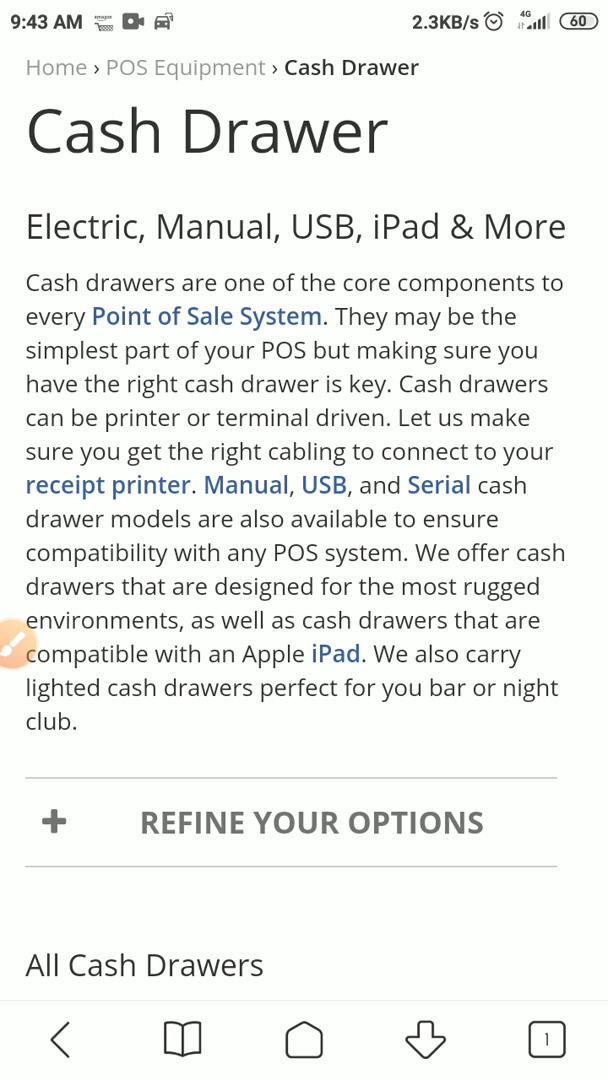 9:43 AM 2.3KB/s 4G 60
Home › POS Equipment › Cash Drawer
Cash Drawer
Electric, Manual, USB, iPad & More
Cash drawers are one of the core components to
every Point of Sale System. They may be the
simplest part of your POS but making sure you
have the right cash drawer is key. Cash drawers
can be printer or terminal driven. Let us make
sure you get the right cabling to connect to your
receipt printer. Manual, USB, and Serial cash
drawer models are also available to ensure
compatibility with any POS system. We offer cash
drawers that are designed for the most rugged
environments, as well as cash drawers that are
compatible with an Apple iPad. We also carry
lighted cash drawers perfect for you bar or night
club.
+ REFINE YOUR OPTIONS
All Cash Drawers
1